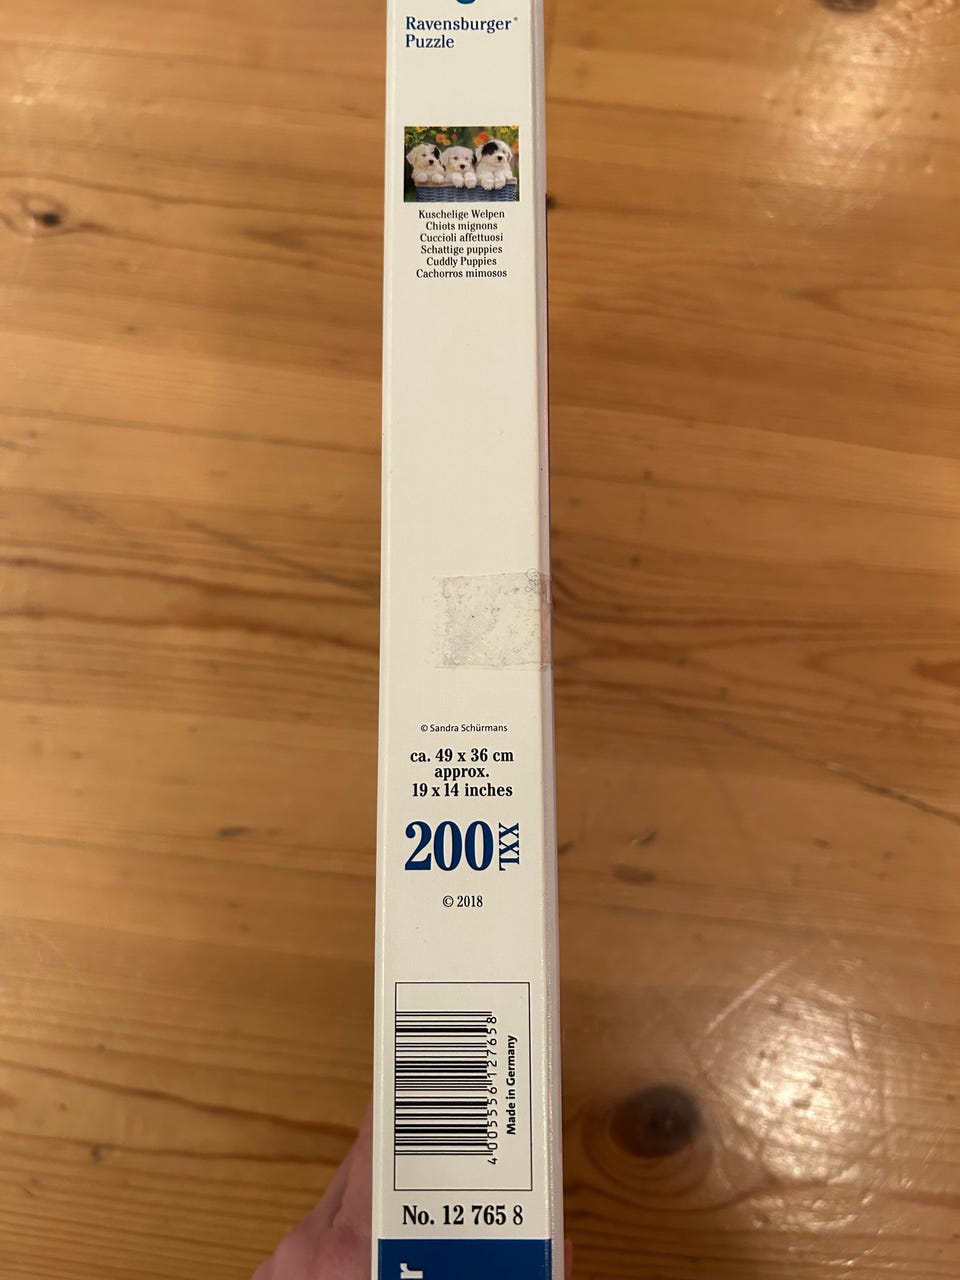 Ravensburger®
Puzzle
Kuschelige Welpen
Chiots mignons
Cuccioli affettuosi
Schattige puppies
Cuddly Puppies
Cachorros mimosos
© Sandra Schürmans
ca. 49 x 36 cm
approx.
19 x 14 inches
200 XXL
© 2018
4 005556 127658
Made in Germany
No. 12 765 8
r